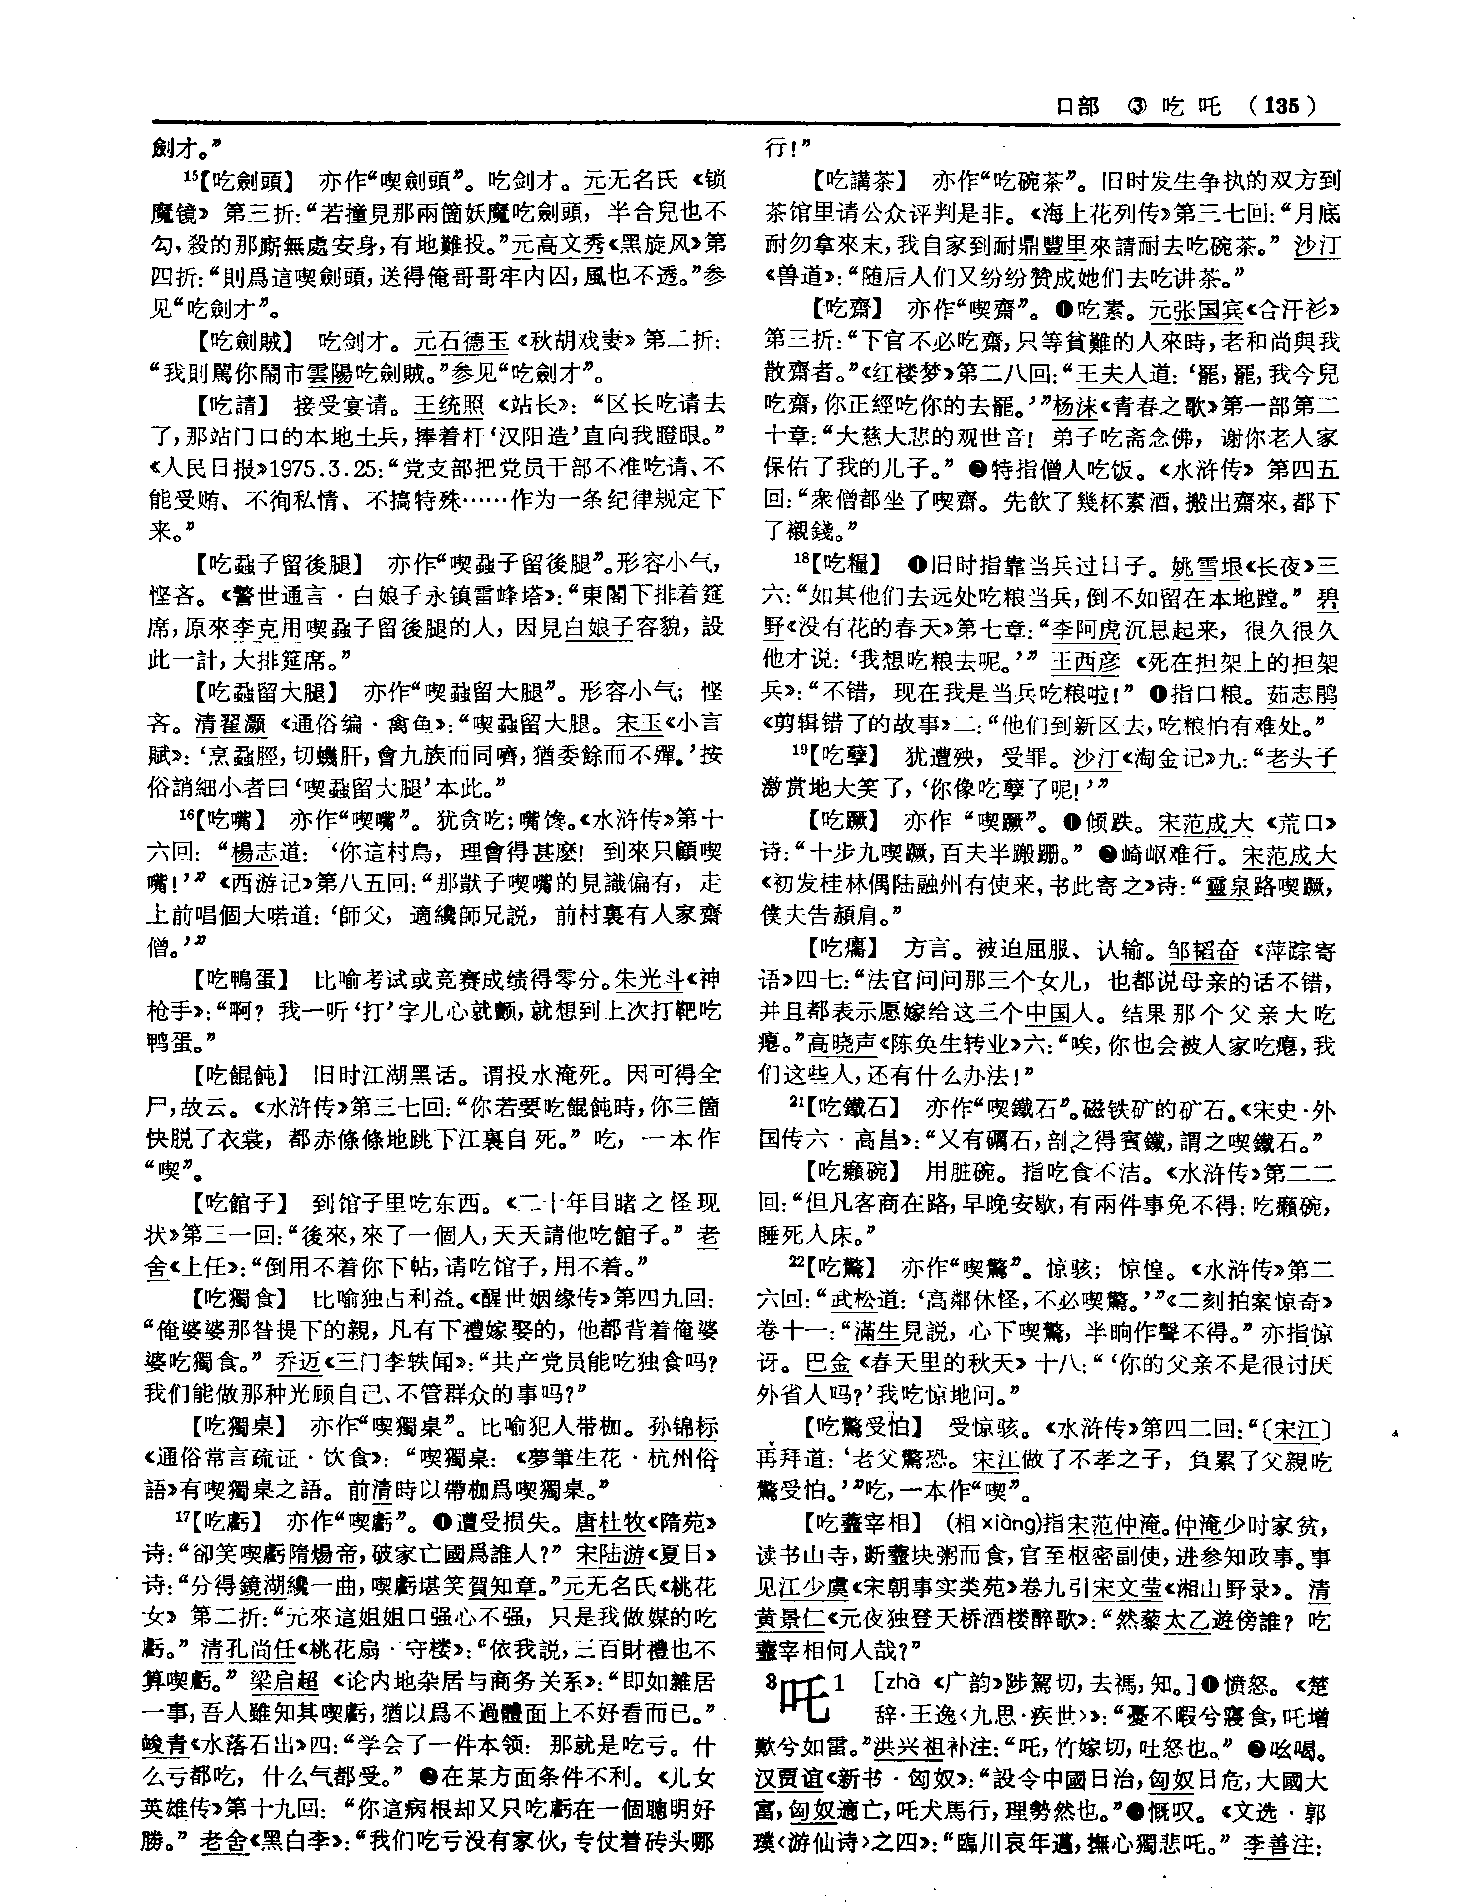 口部 ③ 吃 吒 （135）
劍才。”
15【吃劍頭】 亦作“喫劍頭”。吃剑才。元无名氏《锁
魔镜》第三折：“若撞見那兩箇妖魔吃劍頭，半合兒也不
勾，殺的那廝無處安身，有地難投。”元高文秀《黑旋风》第
四折：“則爲這喫劍頭，送得俺哥哥牢内囚，風也不透。”参
见“吃劍才”。
【吃劍賊】 吃剑才。元石德玉《秋胡戏妻》第二折：
“我則駡你鬧市雲陽吃劍賊。”参见“吃劍才”。
【吃請】 接受宴请。王统照《站长》：“区长吃请去
了，那站门口的本地土兵，捧着杆‘汉阳造’直向我瞪眼。”
《人民日报》1975.3.25：“党支部把党员干部不准吃请、不
能受贿、不徇私情、不搞特殊……作为一条纪律规定下
来。”
【吃蝨子留後腿】 亦作“喫蝨子留後腿”。形容小气，
悭吝。《警世通言·白娘子永镇雷峰塔》：“東閣下排着筵
席，原來李克用喫蝨子留後腿的人，因見白娘子容貌，設
此一計，大排筵席。”
【吃蝨留大腿】 亦作“喫蝨留大腿”。形容小气；悭
吝。清翟灏《通俗编·禽鱼》：“喫蝨留大腿。宋玉《小言
賦》：‘烹蝨脛，切蟣肝，會九族而同嚌，猶委餘而不殫。’按
俗誚細小者曰‘喫蝨留大腿’本此。”
16【吃嘴】 亦作“喫嘴”。犹贪吃；嘴馋。《水浒传》第十
六回：“楊志道：‘你這村鳥，理會得甚麽！到來只顧喫
嘴！’”《西游记》第八五回：“那獃子喫嘴的見識偏有，走
上前唱個大喏道：‘師父，適纔師兄説，前村裏有人家齋
僧。’”
【吃鴨蛋】 比喻考试或竞赛成绩得零分。朱光斗《神
枪手》：“啊？我一听‘打’字儿心就颤，就想到上次打靶吃
鸭蛋。”
【吃餛飩】 旧时江湖黑话。谓投水淹死。因可得全
尸，故云。《水浒传》第三七回：“你若要吃餛飩時，你三箇
快脱了衣裳，都赤條條地跳下江裏自死。”吃，一本作
“喫”。
【吃館子】 到馆子里吃东西。《二十年目睹之怪现
状》第三一回：“後來，來了一個人，天天請他吃館子。”老
舍《上任》：“倒用不着你下帖，请吃馆子，用不着。”
【吃獨食】 比喻独占利益。《醒世姻缘传》第四九回：
“俺婆婆那昝提下的親，凡有下禮嫁娶的，他都背着俺婆
婆吃獨食。”乔迈《三门李轶闻》：“共产党员能吃独食吗？
我们能做那种光顾自己、不管群众的事吗？”
【吃獨桌】 亦作“喫獨桌”。比喻犯人带枷。孙锦标
《通俗常言疏证·饮食》：“喫獨桌：《夢筆生花·杭州俗
語》有喫獨桌之語。前清時以帶枷爲喫獨桌。”
17【吃虧】 亦作“喫虧”。❶遭受损失。唐杜牧《隋苑》
诗：“卻笑喫虧隋煬帝，破家亡國爲誰人？”宋陆游《夏日》
诗：“分得鏡湖纔一曲，喫虧堪笑賀知章。”元无名氏《桃花
女》第二折：“元來這姐姐口强心不强，只是我做媒的吃
虧。”清孔尚任《桃花扇·守楼》：“依我説，三百財禮也不
算喫虧。”梁启超《论内地杂居与商务关系》：“即如雜居
一事，吾人雖知其喫虧，猶以爲不過體面上不好看而已。”
峻青《水落石出》四：“学会了一件本领：那就是吃亏。什
么亏都吃，什么气都受。”❷在某方面条件不利。《儿女
英雄传》第十九回：“你這病根却又只吃虧在一個聰明好
勝。”老舍《黑白李》：“我们吃亏没有家伙，专仗着砖头哪
行！”
【吃講茶】 亦作“吃碗茶”。旧时发生争执的双方到
茶馆里请公众评判是非。《海上花列传》第三七回：“月底
耐勿拿來末，我自家到耐鼎豐里來請耐去吃碗茶。”沙汀
《兽道》：“随后人们又纷纷赞成她们去吃讲茶。”
【吃齋】 亦作“喫齋”。❶吃素。元张国宾《合汗衫》
第三折：“下官不必吃齋，只等貧難的人來時，老和尚與我
散齋者。”《红楼梦》第二八回：“王夫人道：‘罷，罷，我今兒
吃齋，你正經吃你的去罷。’”杨沫《青春之歌》第一部第二
十章：“大慈大悲的观世音！弟子吃斋念佛，谢你老人家
保佑了我的儿子。”❷特指僧人吃饭。《水浒传》第四五
回：“衆僧都坐了喫齋。先飲了幾杯素酒，搬出齋來，都下
了襯錢。”
18【吃糧】 ❶旧时指靠当兵过日子。姚雪垠《长夜》三
六：“如其他们去远处吃粮当兵，倒不如留在本地蹚。”碧
野《没有花的春天》第七章：“李阿虎沉思起来，很久很久
他才说：‘我想吃粮去呢。’”王西彦《死在担架上的担架
兵》：“不错，现在我是当兵吃粮啦！”❶指口粮。茹志鹃
《剪辑错了的故事》二：“他们到新区去，吃粮怕有难处。”
19【吃孽】 犹遭殃，受罪。沙汀《淘金记》九：“老头子
激赏地大笑了，‘你像吃孽了呢！’”
【吃蹶】 亦作“喫蹶”。❶倾跌。宋范成大《荒口》
诗：“十步九喫蹶，百夫半蹣跚。”❷崎岖难行。宋范成大
《初发桂林偶陆融州有使来，书此寄之》诗：“靈泉路喫蹶，
僕夫告頳肩。”
【吃癟】 方言。被迫屈服、认输。邹韬奋《萍踪寄
语》四七：“法官问问那三个女儿，也都说母亲的话不错，
并且都表示愿嫁给这三个中国人。结果那个父亲大吃
瘪。”高晓声《陈奂生转业》六：“唉，你也会被人家吃瘪，我
们这些人，还有什么办法！”
21【吃鐵石】 亦作“喫鐵石”。磁铁矿的矿石。《宋史·外
国传六·高昌》：“又有礪石，剖之得賓鐵，謂之喫鐵石。”
【吃癩碗】 用脏碗。指吃食不洁。《水浒传》第二二
回：“但凡客商在路，早晚安歇，有兩件事免不得：吃癩碗，
睡死人床。”
22【吃驚】 亦作“喫驚”。惊骇；惊惶。《水浒传》第二
六回：“武松道：‘高鄰休怪，不必喫驚。’”《二刻拍案惊奇》
卷十一：“滿生見説，心下喫驚，半晌作聲不得。”亦指惊
讶。巴金《春天里的秋天》十八：“‘你的父亲不是很讨厌
外省人吗？’我吃惊地问。”
【吃驚受怕】 受惊骇。《水浒传》第四二回：“〔宋江〕
再拜道：‘老父驚恐。宋江做了不孝之子，負累了父親吃
驚受怕。’”吃，一本作“喫”。
【吃虀宰相】 (相 xiàng)指宋范仲淹。仲淹少时家贫，
读书山寺，断虀块粥而食，官至枢密副使，进参知政事。事
见江少虞《宋朝事实类苑》卷九引宋文莹《湘山野录》。清
黄景仁《元夜独登天桥酒楼醉歌》：“然藜太乙遊傍誰？吃
虀宰相何人哉？”
3吒1 [zhà《广韵》陟駕切，去禡，知。]❶愤怒。《楚
辞·王逸〈九思·疾世〉》：“憂不暇兮寢食，吒增
歎兮如雷。”洪兴祖补注：“吒，竹嫁切，吐怒也。”❷吆喝。
汉贾谊《新书·匈奴》：“設令中國日治，匈奴日危，大國大
富，匈奴適亡，吒犬馬行，理勢然也。”❸慨叹。《文选·郭
璞〈游仙诗〉之四》：“臨川哀年邁，撫心獨悲吒。”李善注：